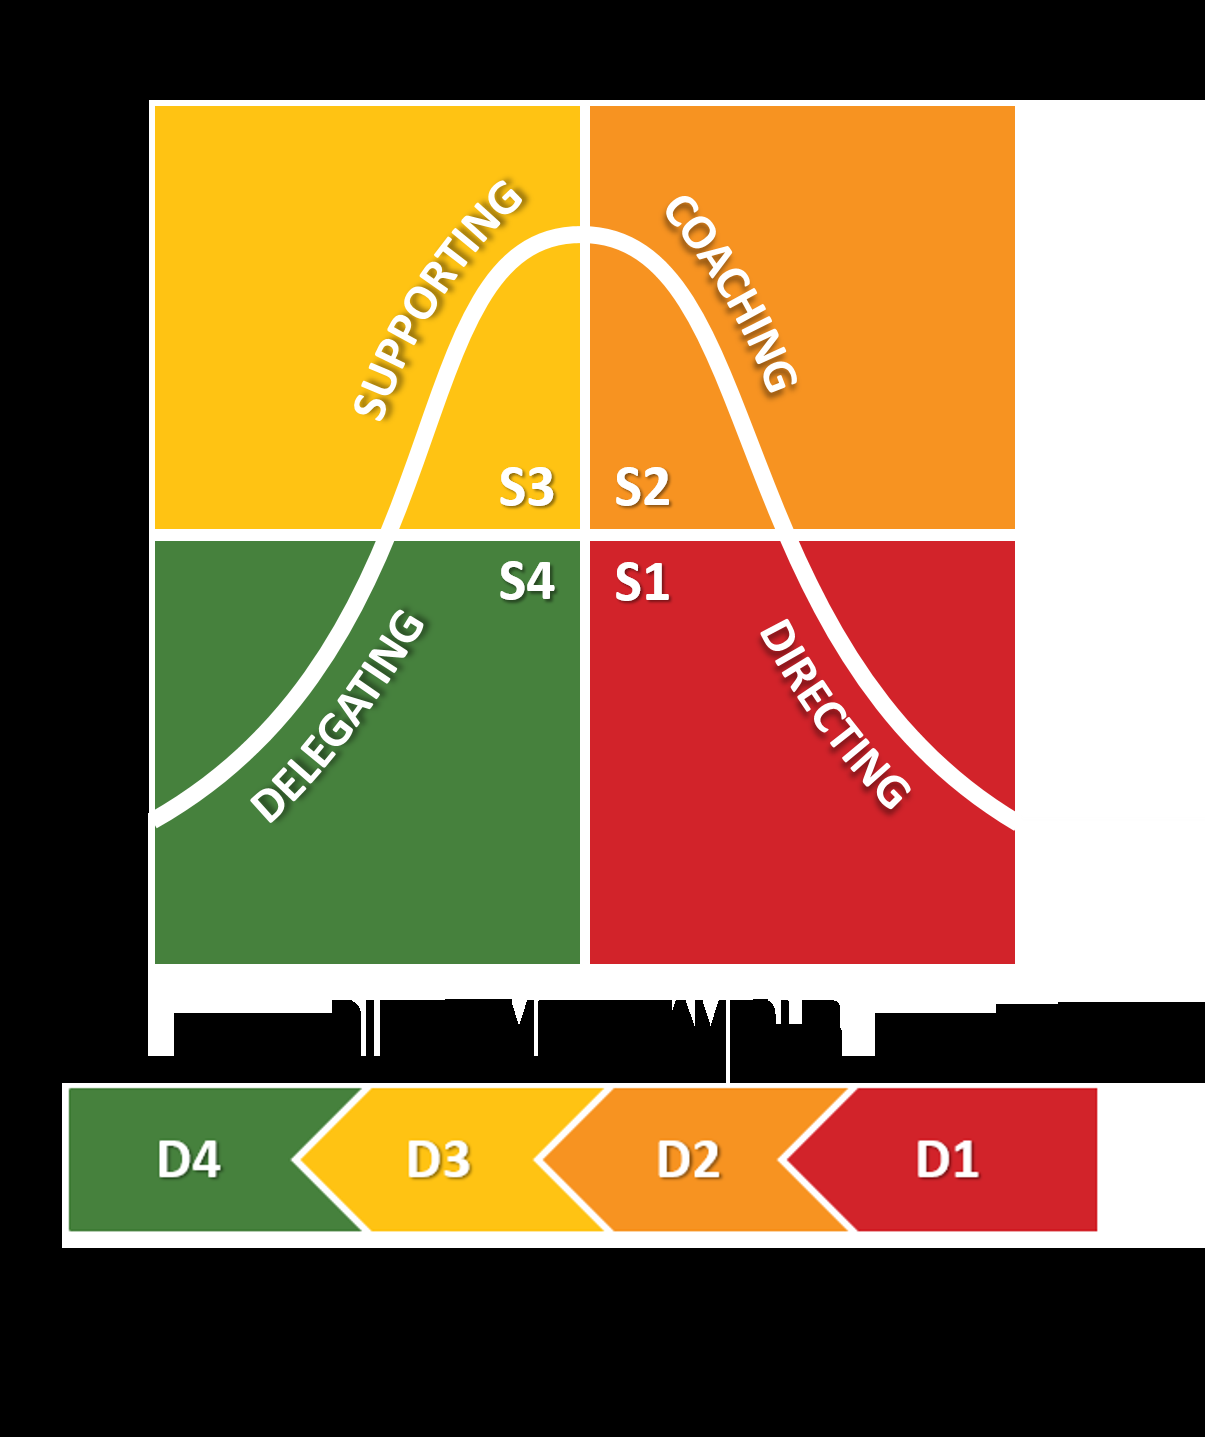 SUPPORTING
COACHING
S3
S2
S4
S1
DELEGATING
DIRECTING
D4
D3
D2
D1